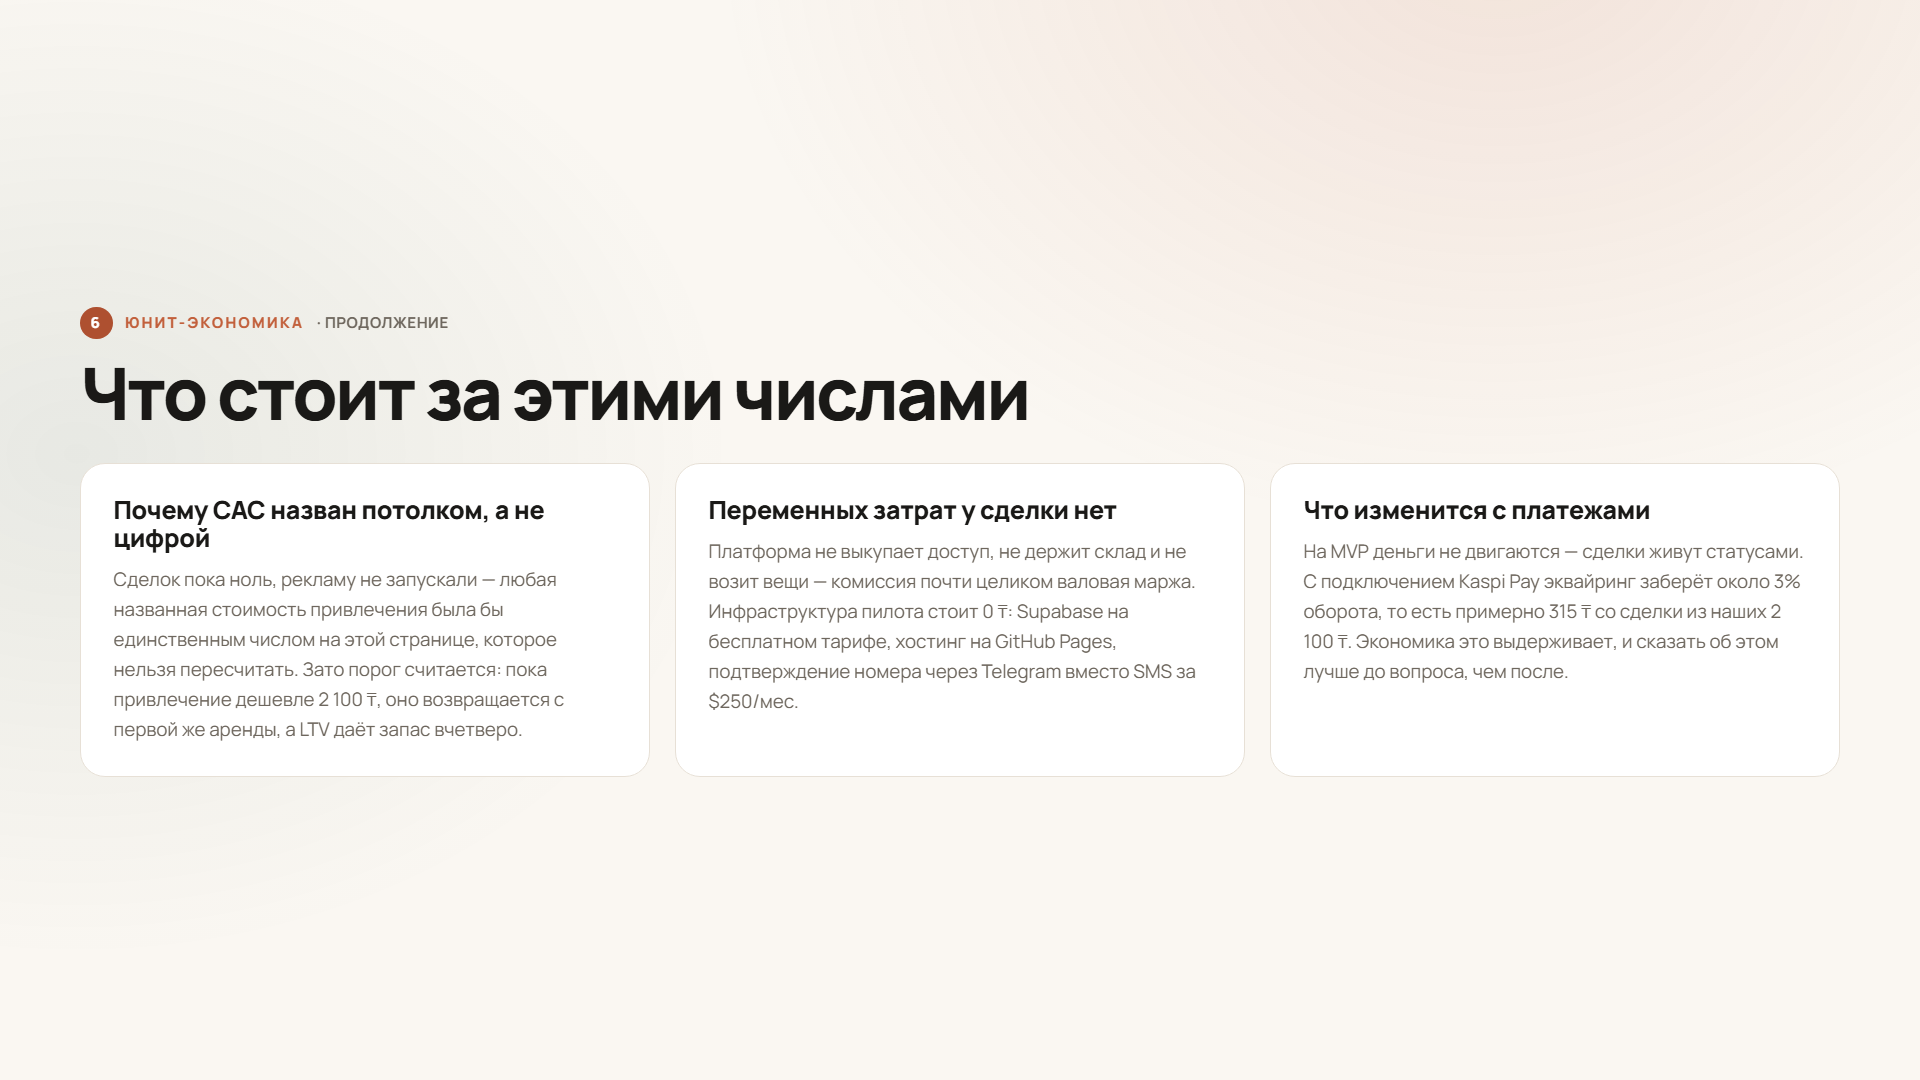 6 ЮНИТ-ЭКОНОМИКА · ПРОДОЛЖЕНИЕ
Что стоит за этими числами
Почему CAC назван потолком, а не
цифрой
Сделок пока ноль, рекламу не запускали — любая
названная стоимость привлечения была бы
единственным числом на этой странице, которое
нельзя пересчитать. Зато порог считается: пока
привлечение дешевле 2 100 ₸, оно возвращается с
первой же аренды, а LTV даёт запас вчетверо.
Переменных затрат у сделки нет
Платформа не выкупает доступ, не держит склад и не
возит вещи — комиссия почти целиком валовая маржа.
Инфраструктура пилота стоит 0 ₸: Supabase на
бесплатном тарифе, хостинг на GitHub Pages,
подтверждение номера через Telegram вместо SMS за
$250/мес.
Что изменится с платежами
На MVP деньги не двигаются — сделки живут статусами.
С подключением Kaspi Pay эквайринг заберёт около 3%
оборота, то есть примерно 315 ₸ со сделки из наших 2
100 ₸. Экономика это выдерживает, и сказать об этом
лучше до вопроса, чем после.